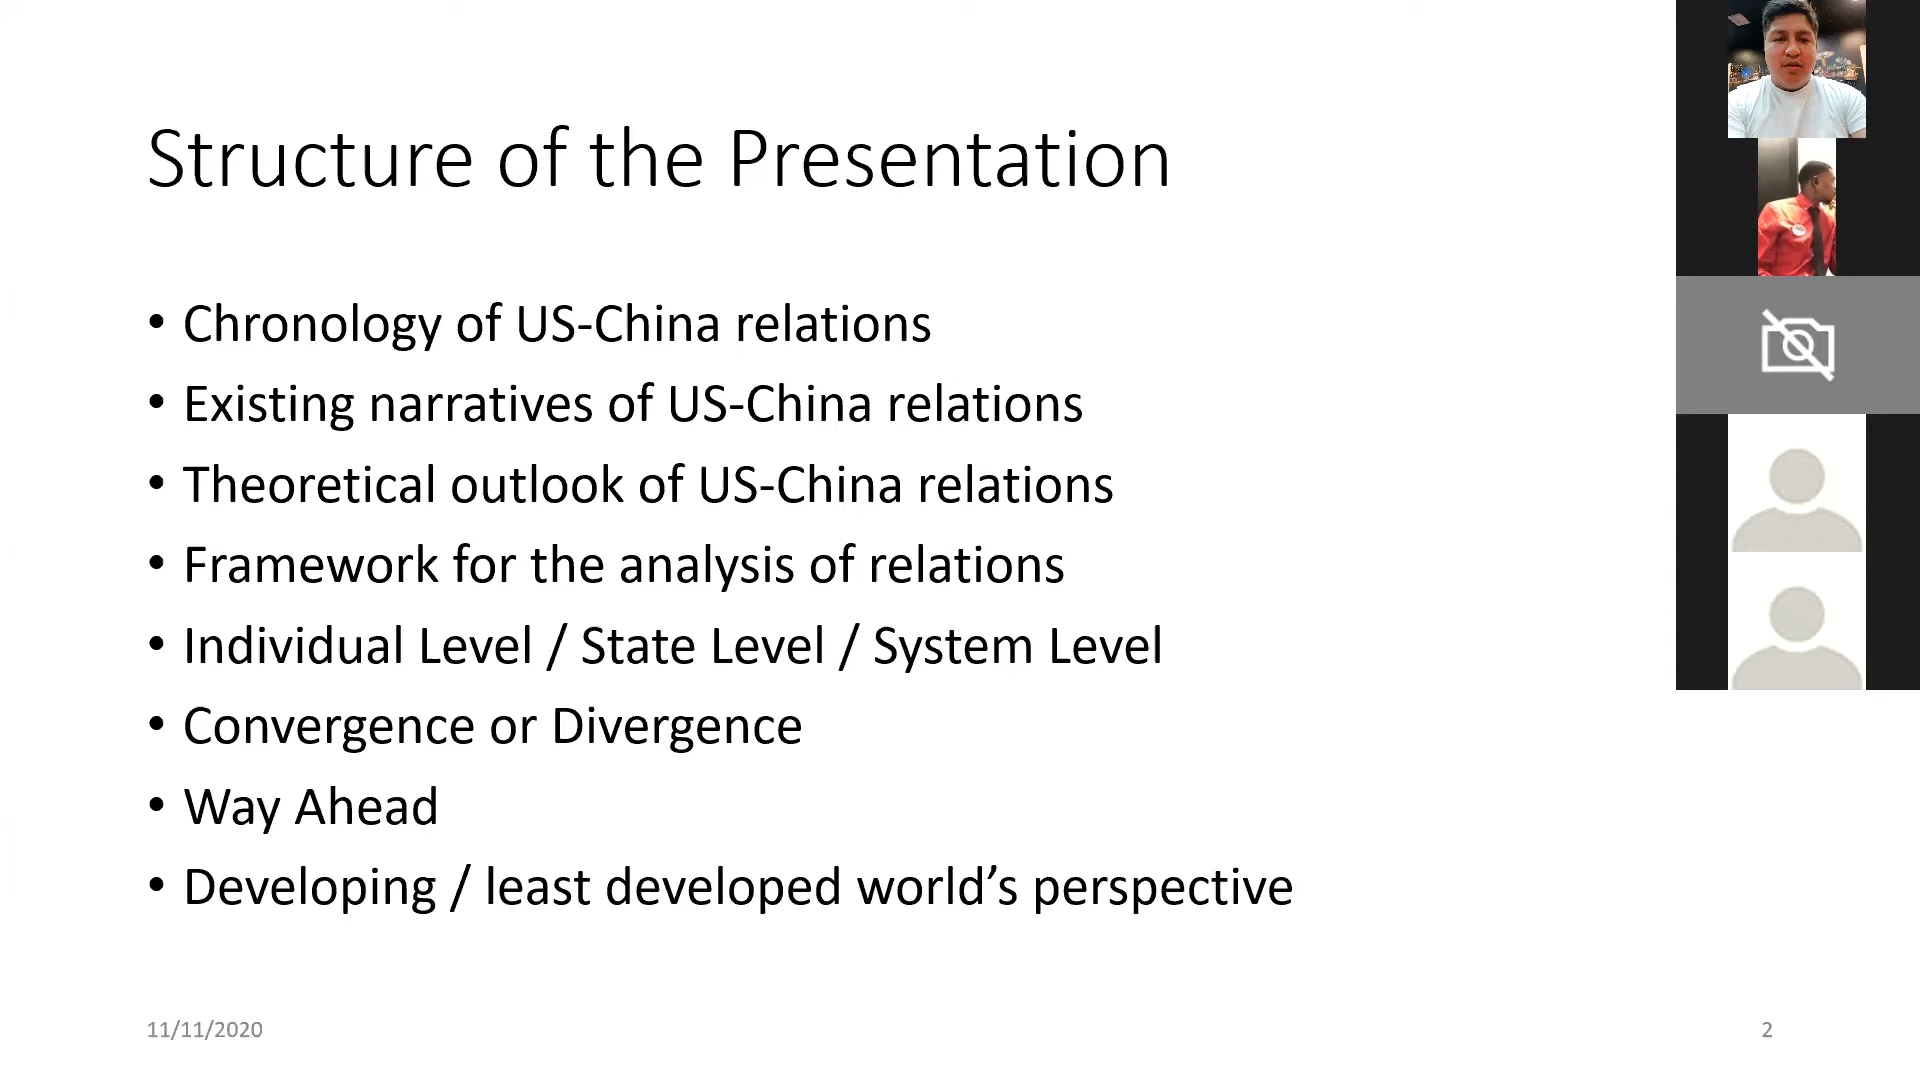 Structure of the Presentation
• Chronology of US-China relations
• Existing narratives of US-China relations
• Theoretical outlook of US-China relations
• Framework for the analysis of relations
• Individual Level / State Level / System Level
• Convergence or Divergence
• Way Ahead
• Developing / least developed world’s perspective
11/11/2020
2